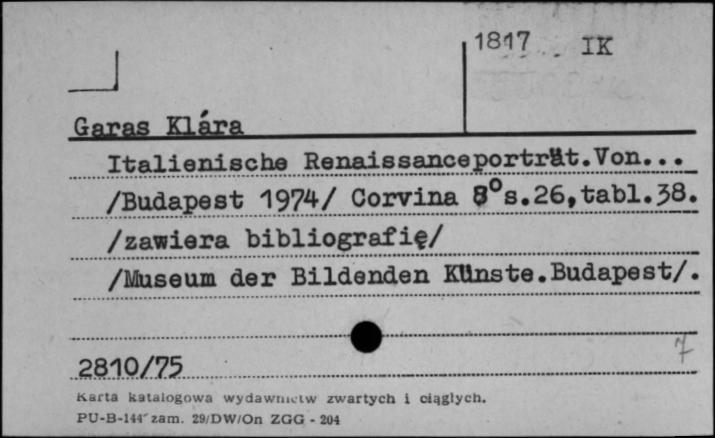 1817 IK
Garas Klára
Italienische Renaissanceporträt.Von...
/Budapest 1974/ Corvina 8°s.26,tabl.38.
/zawiera bibliografię/
/Museum der Bildenden Künste.Budapest/.
7
2810/75
Karta katalogowa wydawnictw zwartych i ciągłych.
PU-B-144 zam. 29/DW/On ZGG - 204